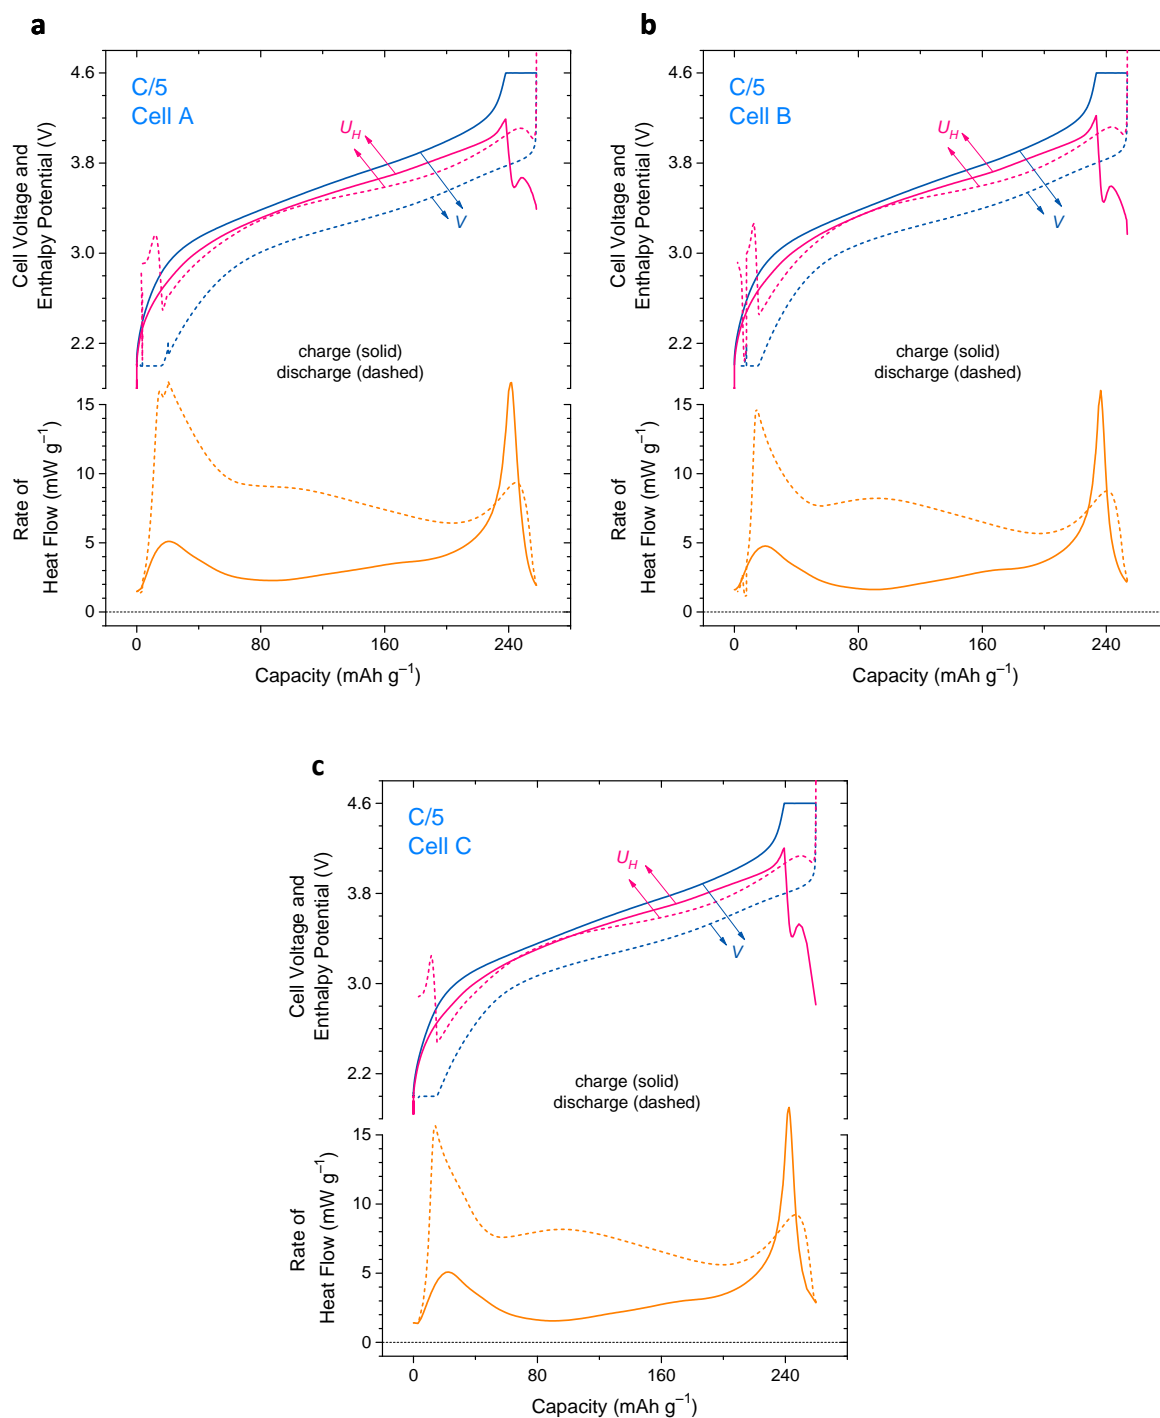 a
C/5
Cell A
U_H
V
4.6
3.8
3.0
2.2
Cell Voltage and
Enthalpy Potential (V)
charge (solid)
discharge (dashed)
15
10
5
0
Rate of
Heat Flow (mW g⁻¹)
0 80 160 240
Capacity (mAh g⁻¹)
b
C/5
Cell B
U_H
V
4.6
3.8
3.0
2.2
Cell Voltage and
Enthalpy Potential (V)
charge (solid)
discharge (dashed)
15
10
5
0
Rate of
Heat Flow (mW g⁻¹)
0 80 160 240
Capacity (mAh g⁻¹)
c
C/5
Cell C
U_H
V
4.6
3.8
3.0
2.2
Cell Voltage and
Enthalpy Potential (V)
charge (solid)
discharge (dashed)
15
10
5
0
Rate of
Heat Flow (mW g⁻¹)
0 80 160 240
Capacity (mAh g⁻¹)